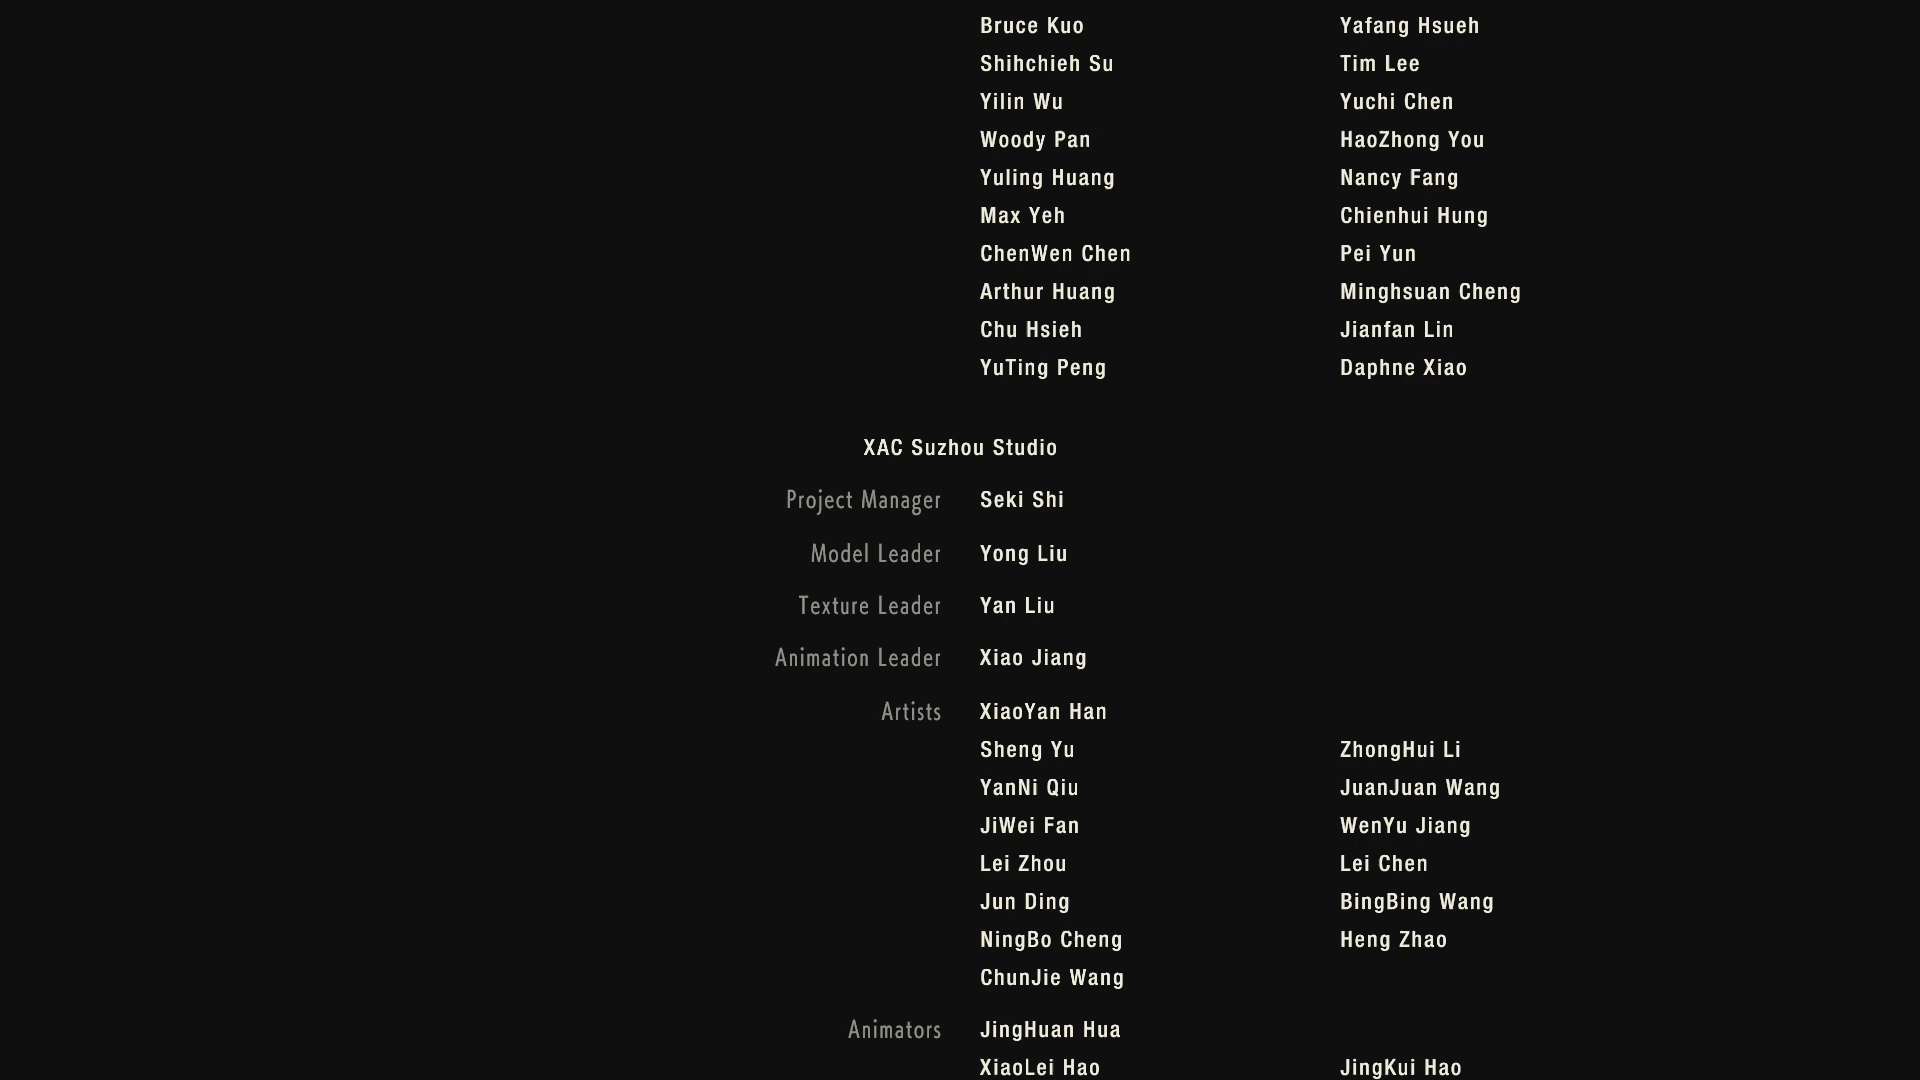 Bruce Kuo Yafang Hsueh
Shihchieh Su Tim Lee
Yilin Wu Yuchi Chen
Woody Pan HaoZhong You
Yuling Huang Nancy Fang
Max Yeh Chienhui Hung
ChenWen Chen Pei Yun
Arthur Huang Minghsuan Cheng
Chu Hsieh Jianfan Lin
YuTing Peng Daphne Xiao
XAC Suzhou Studio
Project Manager Seki Shi
Model Leader Yong Liu
Texture Leader Yan Liu
Animation Leader Xiao Jiang
Artists XiaoYan Han
Sheng Yu ZhongHui Li
YanNi Qiu JuanJuan Wang
JiWei Fan WenYu Jiang
Lei Zhou Lei Chen
Jun Ding BingBing Wang
NingBo Cheng Heng Zhao
ChunJie Wang
Animators JingHuan Hua
XiaoLei Hao JingKui Hao